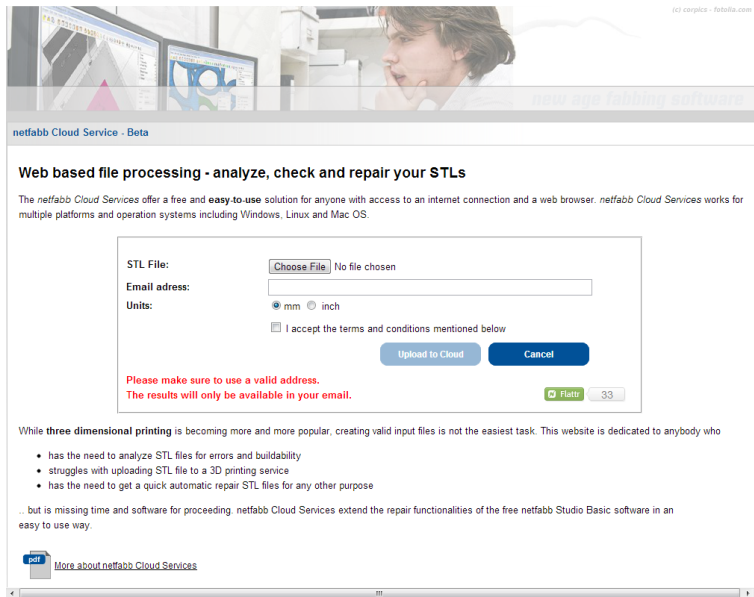 (c) corpics - fotolia.com
new age fabbing software
netfabb Cloud Service - Beta
Web based file processing - analyze, check and repair your STLs
The netfabb Cloud Services offer a free and easy-to-use solution for anyone with access to an internet connection and a web browser. netfabb Cloud Services works for
multiple platforms and operation systems including Windows, Linux and Mac OS.
STL File:
Choose File No file chosen
Email adress:
Units:
mm inch
I accept the terms and conditions mentioned below
Upload to Cloud Cancel
Please make sure to use a valid address.
The results will only be available in your email.
Flattr 33
While three dimensional printing is becoming more and more popular, creating valid input files is not the easiest task. This website is dedicated to anybody who
has the need to analyze STL files for errors and buildability
struggles with uploading STL file to a 3D printing service
has the need to get a quick automatic repair STL files for any other purpose
.. but is missing time and software for proceeding. netfabb Cloud Services extend the repair functionalities of the free netfabb Studio Basic software in an
easy to use way.
pdf
More about netfabb Cloud Services